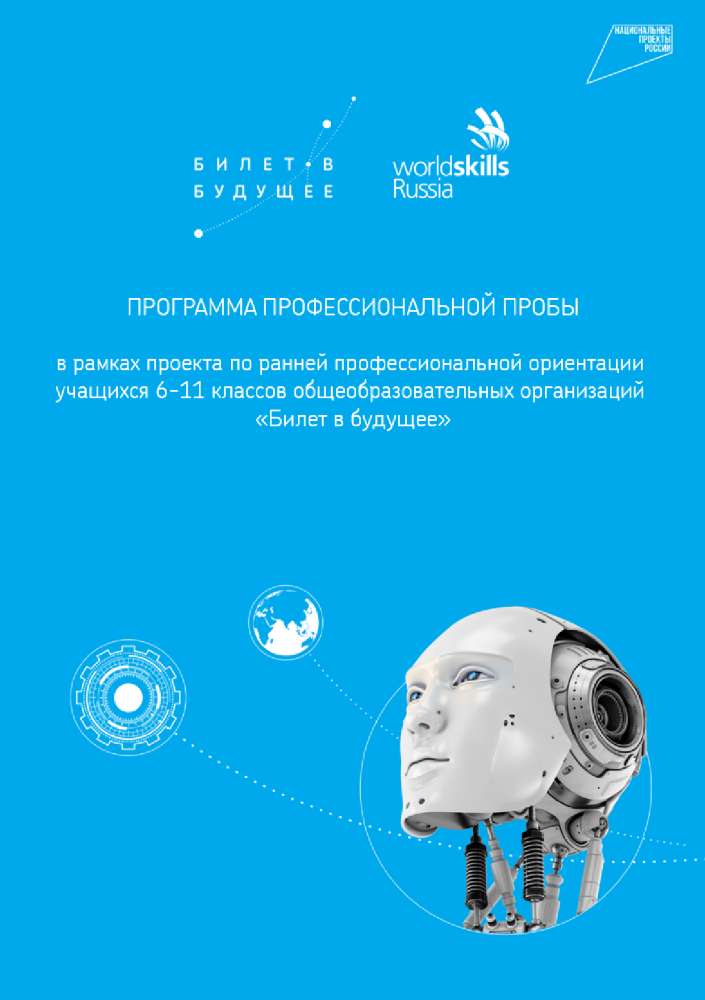 НАЦИОНАЛЬНЫЕ
ПРОЕКТЫ
РОССИИ
БИЛЕТ В
БУДУЩЕЕ
worldskills
Russia
ПРОГРАММА ПРОФЕССИОНАЛЬНОЙ ПРОБЫ
в рамках проекта по ранней профессиональной ориентации
учащихся 6-11 классов общеобразовательных организаций
«Билет в будущее»